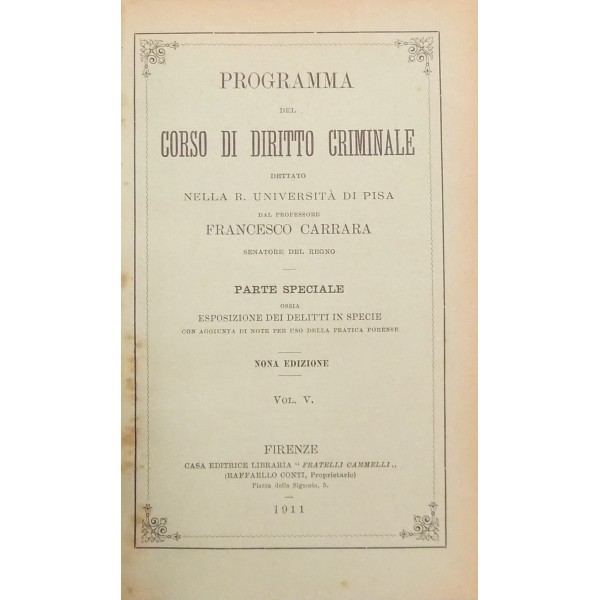 PROGRAMMA
DEL
CORSO DI DIRITTO CRIMINALE
DETTATO
NELLA R. UNIVERSITÀ DI PISA
DAL PROFESSORE
FRANCESCO CARRARA
SENATORE DEL REGNO
PARTE SPECIALE
OSSIA
ESPOSIZIONE DEI DELITTI IN SPECIE
CON AGGIUNTA DI NOTE PER USO DELLA PRATICA FORENSE
NONA EDIZIONE
VOL. V.
FIRENZE
CASA EDITRICE LIBRARIA “ FRATELLI CAMMELLI „
(RAFFAELLO CONTI, Proprietario)
Piazza della Signoria, 5.
1911